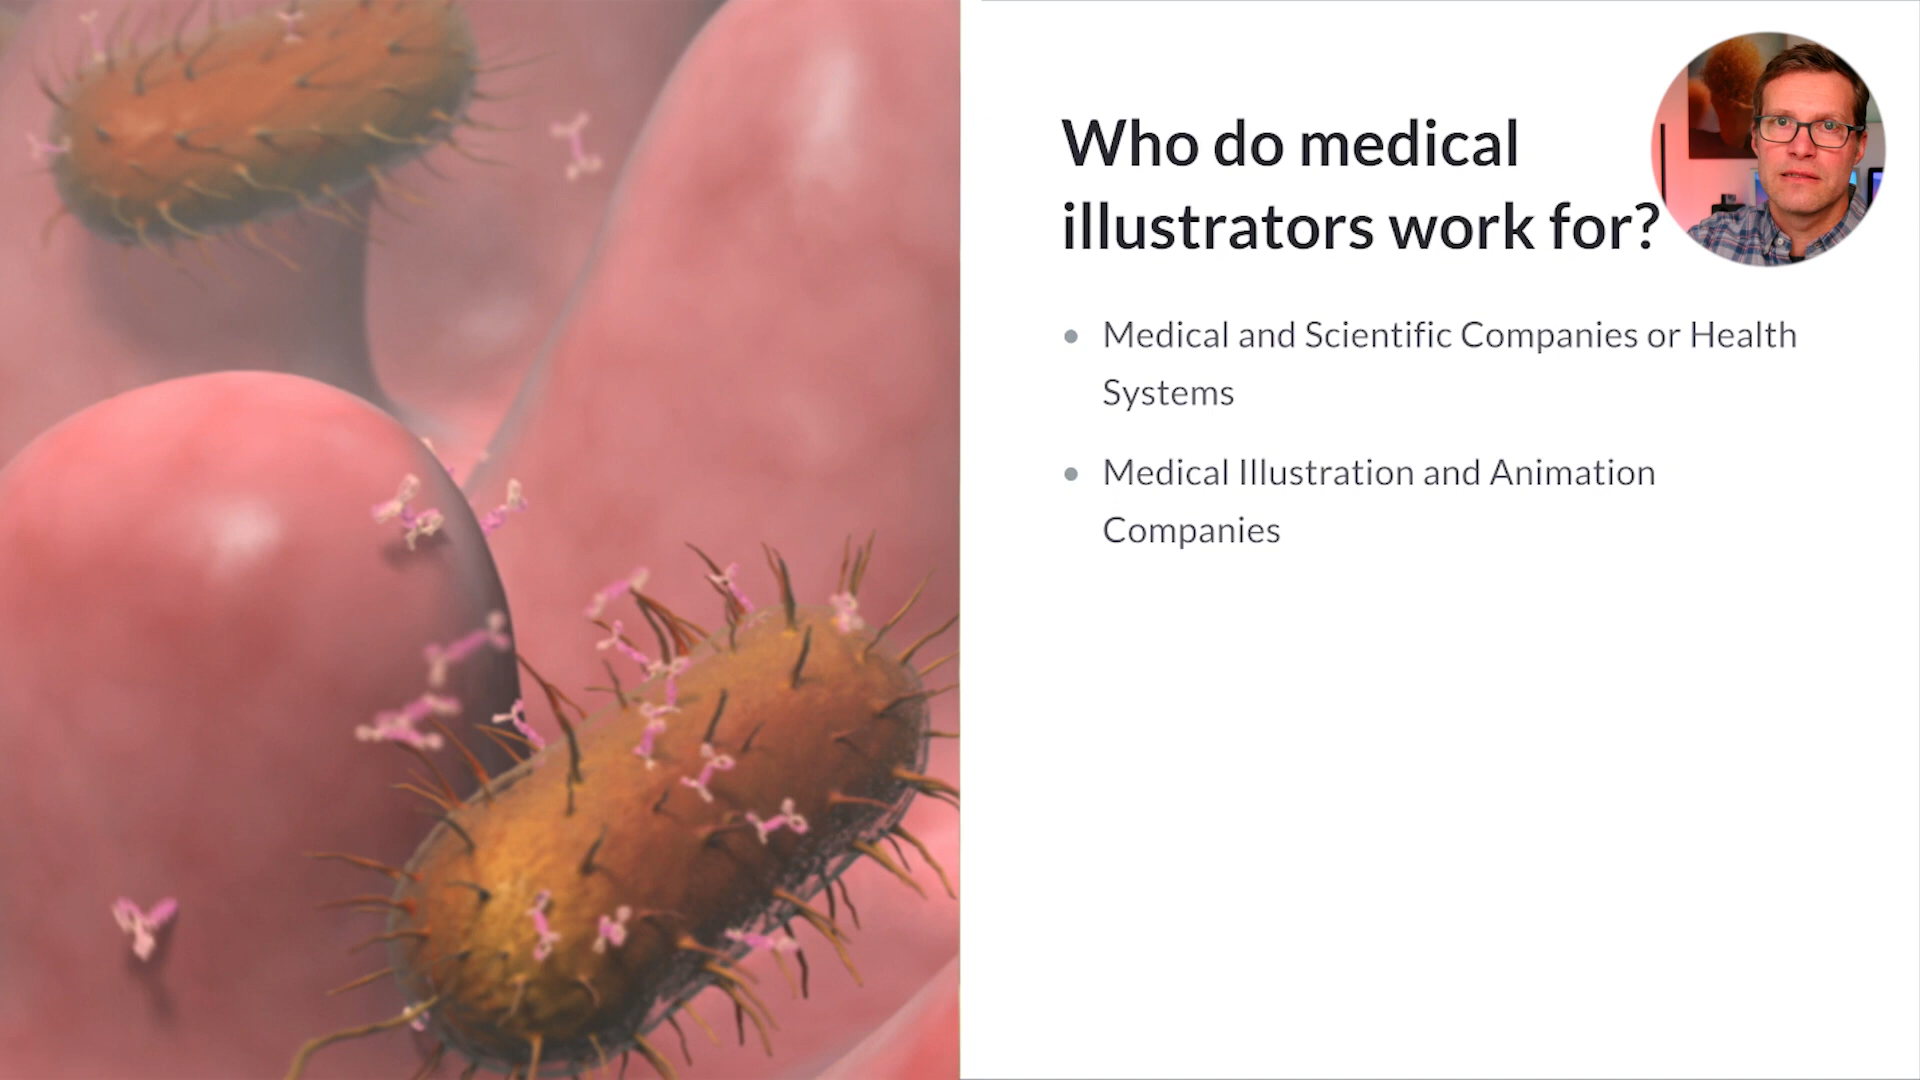 Who do medical
illustrators work for?
• Medical and Scientific Companies or Health
Systems
• Medical Illustration and Animation
Companies